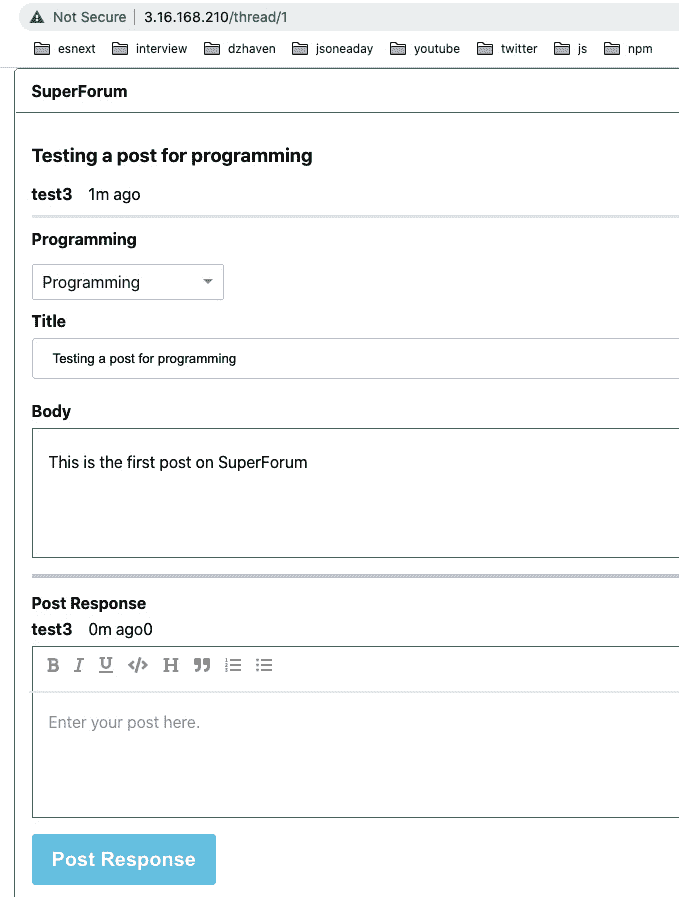 Not Secure | 3.16.168.210/thread/1
esnext interview dzhaven jsoneaday youtube twitter js npm
SuperForum
Testing a post for programming
test3 1m ago
Programming
Programming
Title
Testing a post for programming
Body
This is the first post on SuperForum
Post Response
test3 0m ago0
B I U </> H
Enter your post here.
Post Response